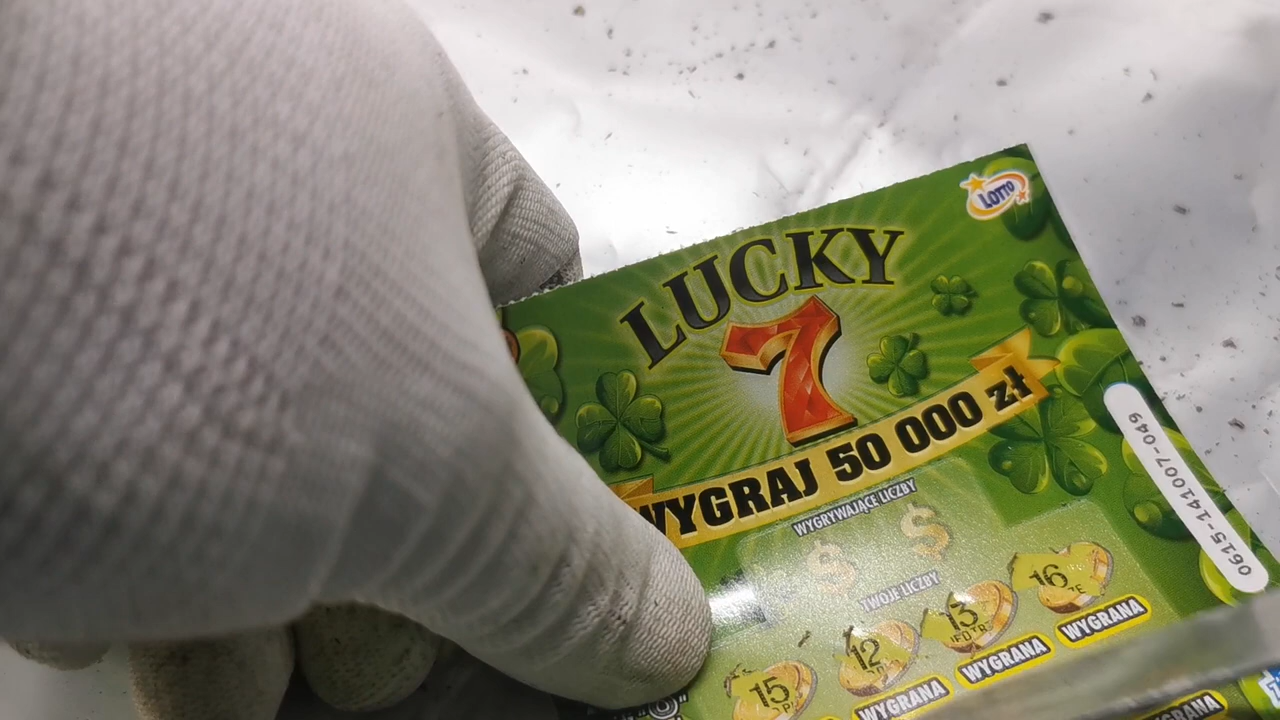 LOTTO
LUCKY
7
WYGRAJ 50 000 zł
0615-141007-049
WYGRYWAJĄCE LICZBY
$ $
TWOJE LICZBY
15 12 13 16
WYGRANA WYGRANA WYGRANA